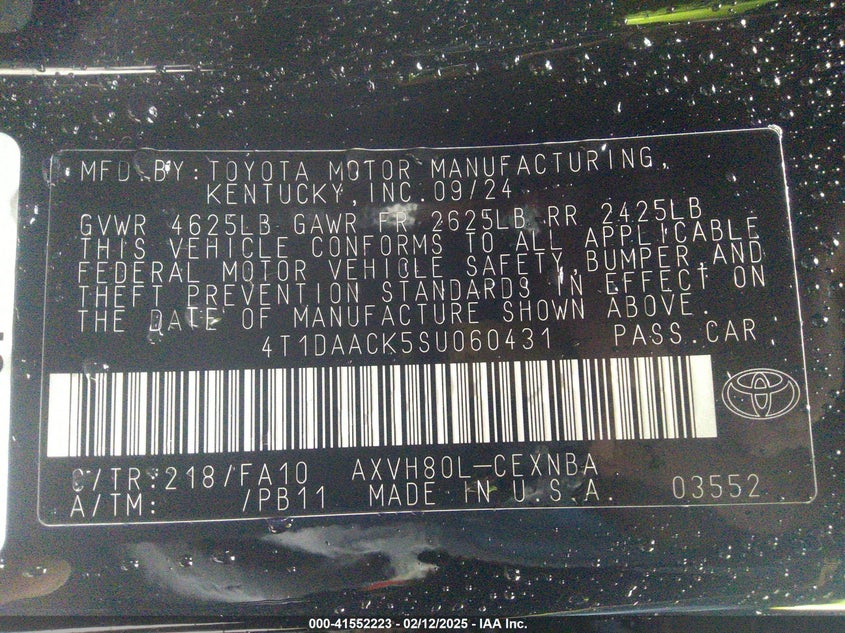 MFD.BY:TOYOTA MOTOR MANUFACTURING,
KENTUCKY,INC.09/24
GVWR 4625LB GAWR FR 2625LB RR 2425LB
THIS VEHICLE CONFORMS TO ALL APPLICABLE
FEDERAL MOTOR VEHICLE SAFETY,BUMPER,AND
THEFT PREVENTION STANDARDS IN EFFECT ON
THE DATE OF MANUFACTURE SHOWN ABOVE.
4T1DAACK5SU060431 PASS.CAR
C/TR:218/FA10 AXVH80L-CEXNBA
A/TM: /PB11 MADE IN U.S.A. 03552
000-41552223 - 02/12/2025 - IAA Inc.